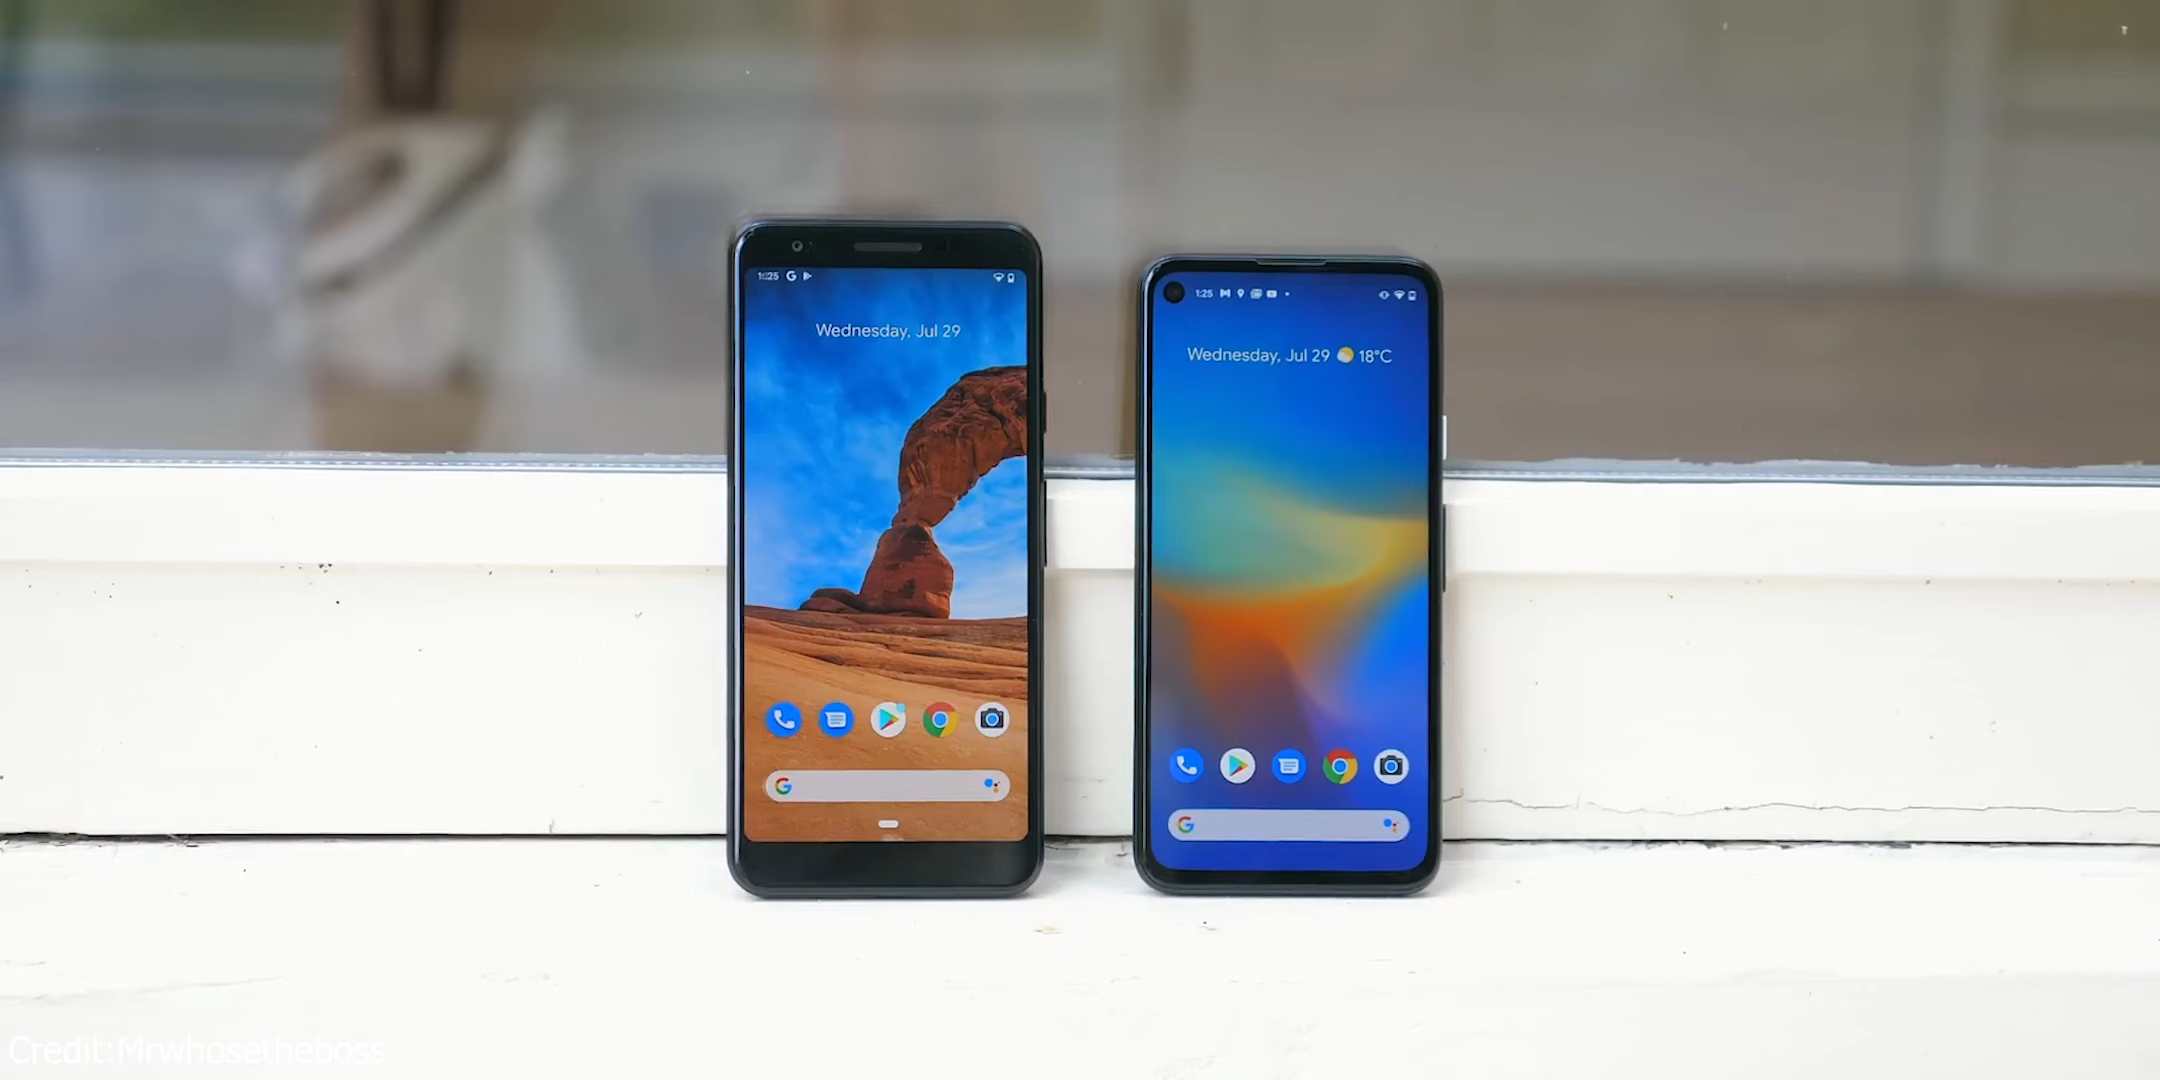 1:25
Wednesday, Jul 29
1:25
Wednesday, Jul 29 18°C
Credit:Mrwhosetheboss